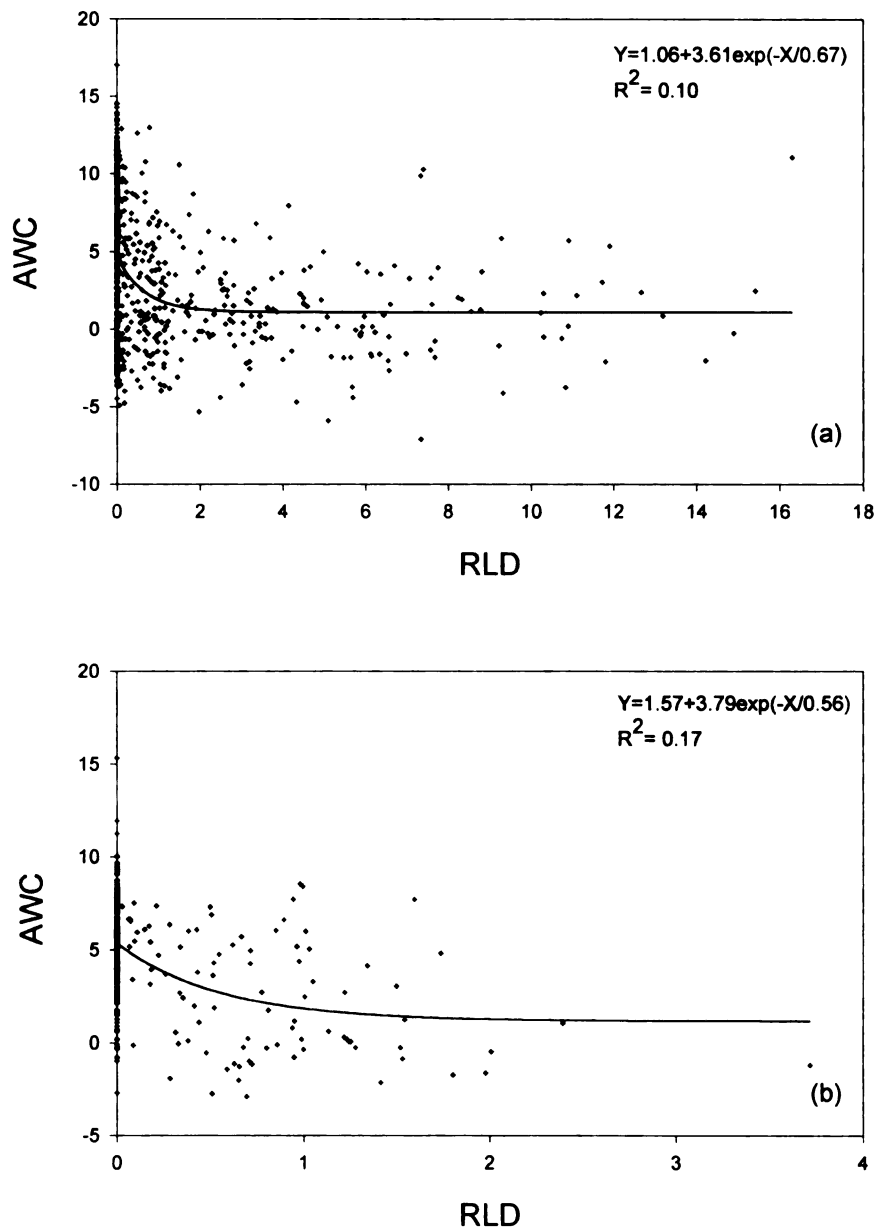 20
15
10
5
0
-5
-10
AWC
Y=1.06+3.61exp(-X/0.67)
R2= 0.10
(a)
0 2 4 6 8 10 12 14 16 18
RLD
20
15
10
5
0
-5
AWC
Y=1.57+3.79exp(-X/0.56)
R2= 0.17
(b)
0 1 2 3 4
RLD